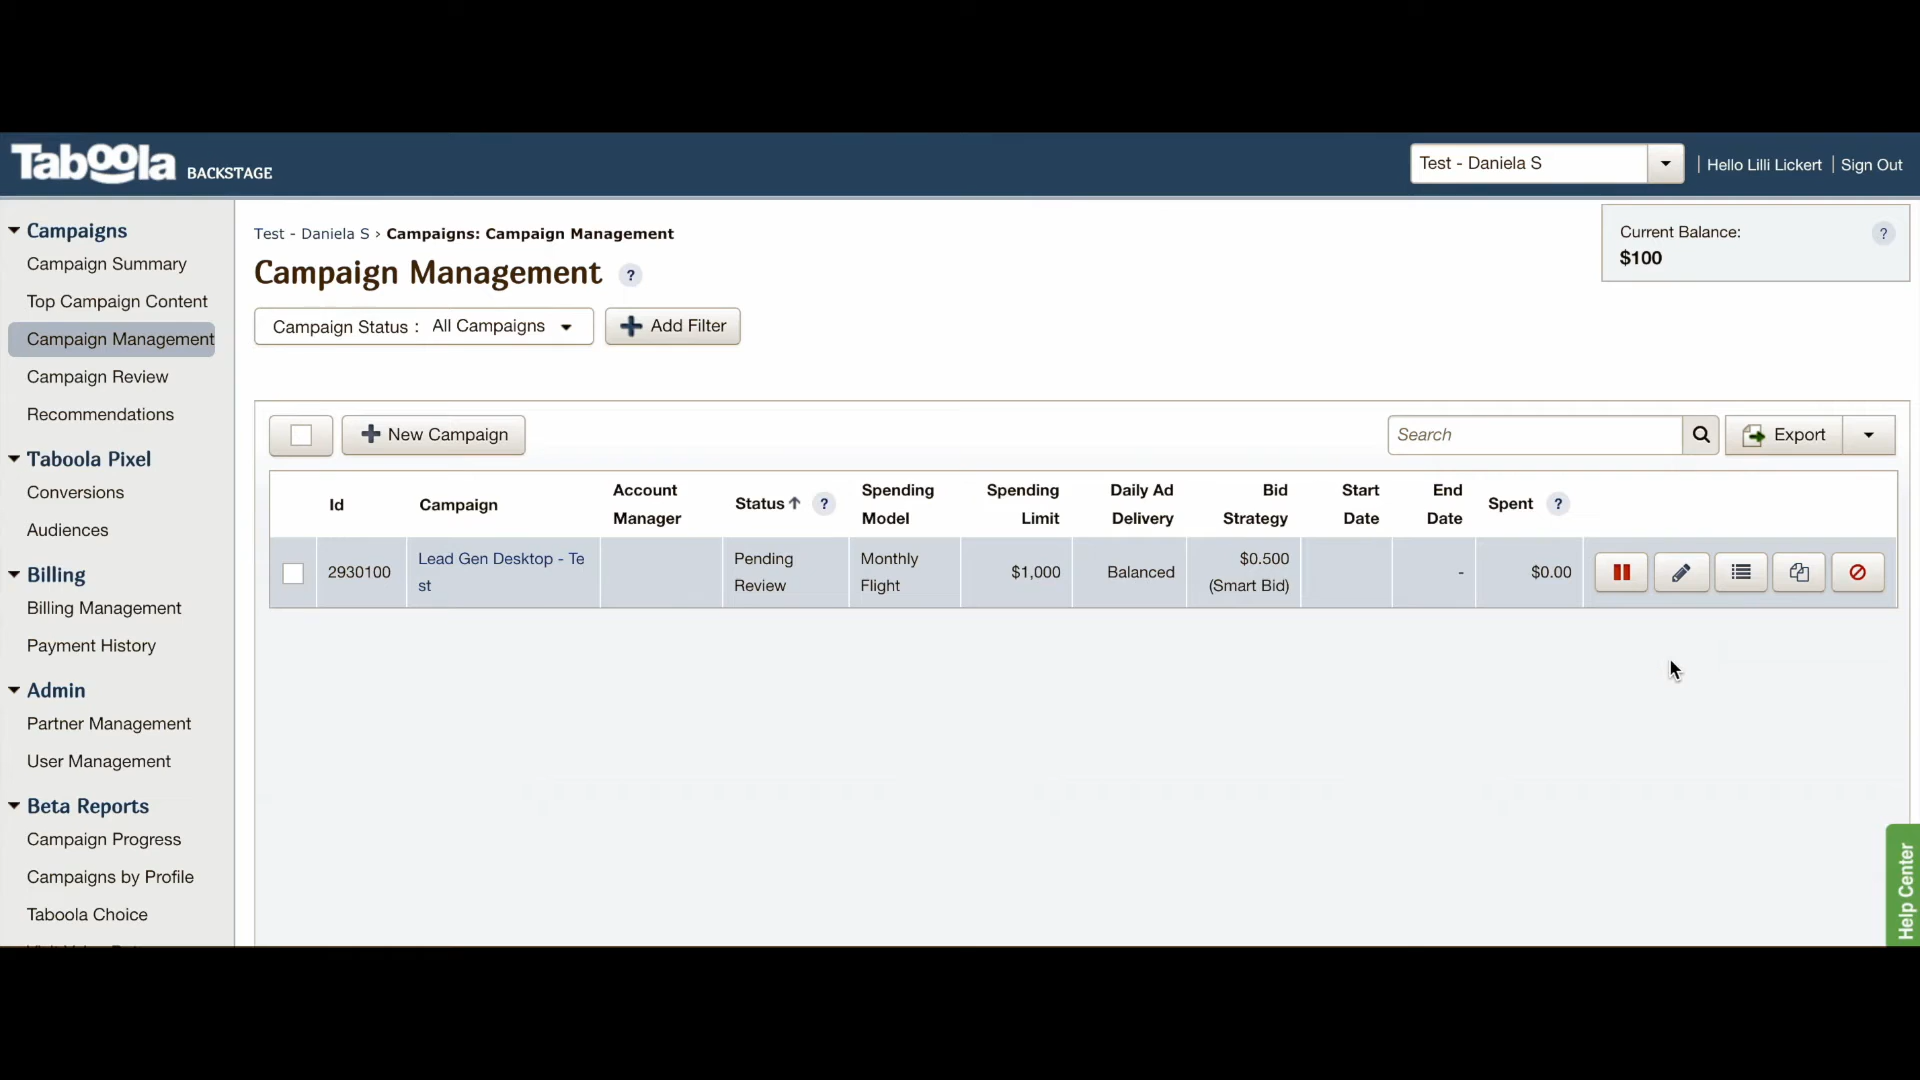 Taboola BACKSTAGE
Test - Daniela S
Hello Lilli Lickert
Sign Out
Campaigns
Campaign Summary
Top Campaign Content
Campaign Management
Campaign Review
Recommendations
Taboola Pixel
Conversions
Audiences
Billing
Billing Management
Payment History
Admin
Partner Management
User Management
Beta Reports
Campaign Progress
Campaigns by Profile
Taboola Choice
Test - Daniela S › Campaigns: Campaign Management
Campaign Management ?
Current Balance: ?
$100
Campaign Status : All Campaigns
Add Filter
New Campaign
Search
Export
Id
Campaign
Account
Manager
Status ?
Spending
Model
Spending
Limit
Daily Ad
Delivery
Bid
Strategy
Start
Date
End
Date
Spent ?
2930100
Lead Gen Desktop - Te
st
Pending
Review
Monthly
Flight
$1,000
Balanced
$0.500
(Smart Bid)
-
$0.00
Help Center